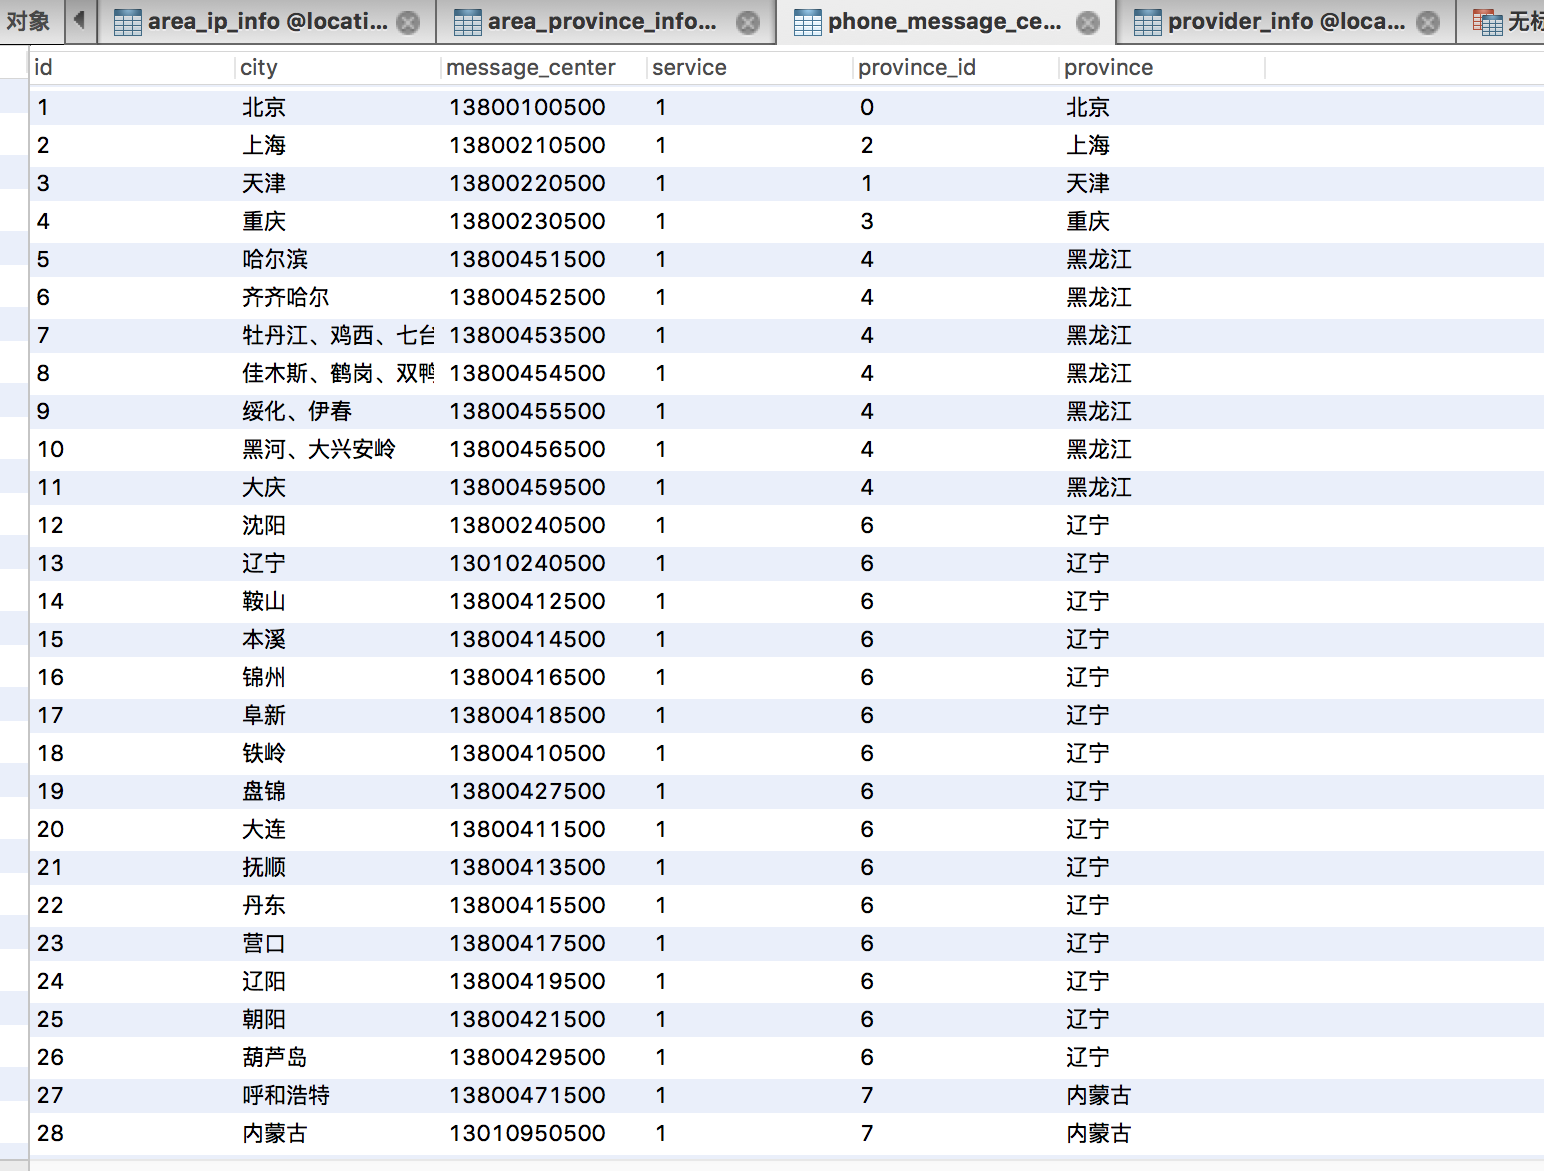 对象 area_ip_info @locati... area_province_info... phone_message_ce... provider_info @loca... 无标
id city message_center service province_id province
1 北京 13800100500 1 0 北京
2 上海 13800210500 1 2 上海
3 天津 13800220500 1 1 天津
4 重庆 13800230500 1 3 重庆
5 哈尔滨 13800451500 1 4 黑龙江
6 齐齐哈尔 13800452500 1 4 黑龙江
7 牡丹江、鸡西、七台 13800453500 1 4 黑龙江
8 佳木斯、鹤岗、双鸭 13800454500 1 4 黑龙江
9 绥化、伊春 13800455500 1 4 黑龙江
10 黑河、大兴安岭 13800456500 1 4 黑龙江
11 大庆 13800459500 1 4 黑龙江
12 沈阳 13800240500 1 6 辽宁
13 辽宁 13010240500 1 6 辽宁
14 鞍山 13800412500 1 6 辽宁
15 本溪 13800414500 1 6 辽宁
16 锦州 13800416500 1 6 辽宁
17 阜新 13800418500 1 6 辽宁
18 铁岭 13800410500 1 6 辽宁
19 盘锦 13800427500 1 6 辽宁
20 大连 13800411500 1 6 辽宁
21 抚顺 13800413500 1 6 辽宁
22 丹东 13800415500 1 6 辽宁
23 营口 13800417500 1 6 辽宁
24 辽阳 13800419500 1 6 辽宁
25 朝阳 13800421500 1 6 辽宁
26 葫芦岛 13800429500 1 6 辽宁
27 呼和浩特 13800471500 1 7 内蒙古
28 内蒙古 13010950500 1 7 内蒙古